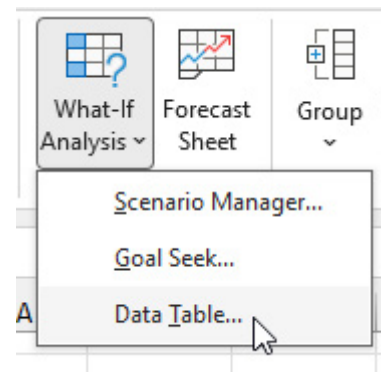 What-If
Analysis
Forecast
Sheet
Group
Scenario Manager...
Goal Seek...
Data Table...
A